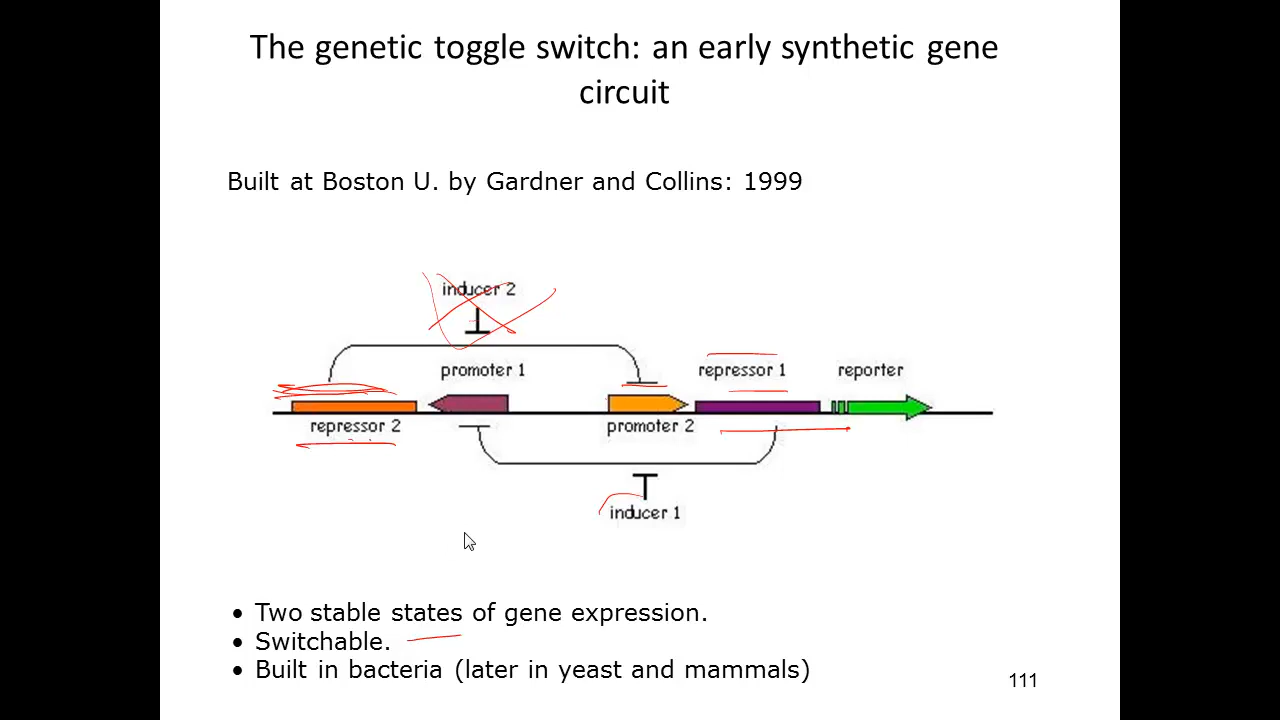 The genetic toggle switch: an early synthetic gene
circuit
Built at Boston U. by Gardner and Collins: 1999
inducer 2
promoter 1
repressor 1
reporter
repressor 2
promoter 2
inducer 1
• Two stable states of gene expression.
• Switchable.
• Built in bacteria (later in yeast and mammals)
111